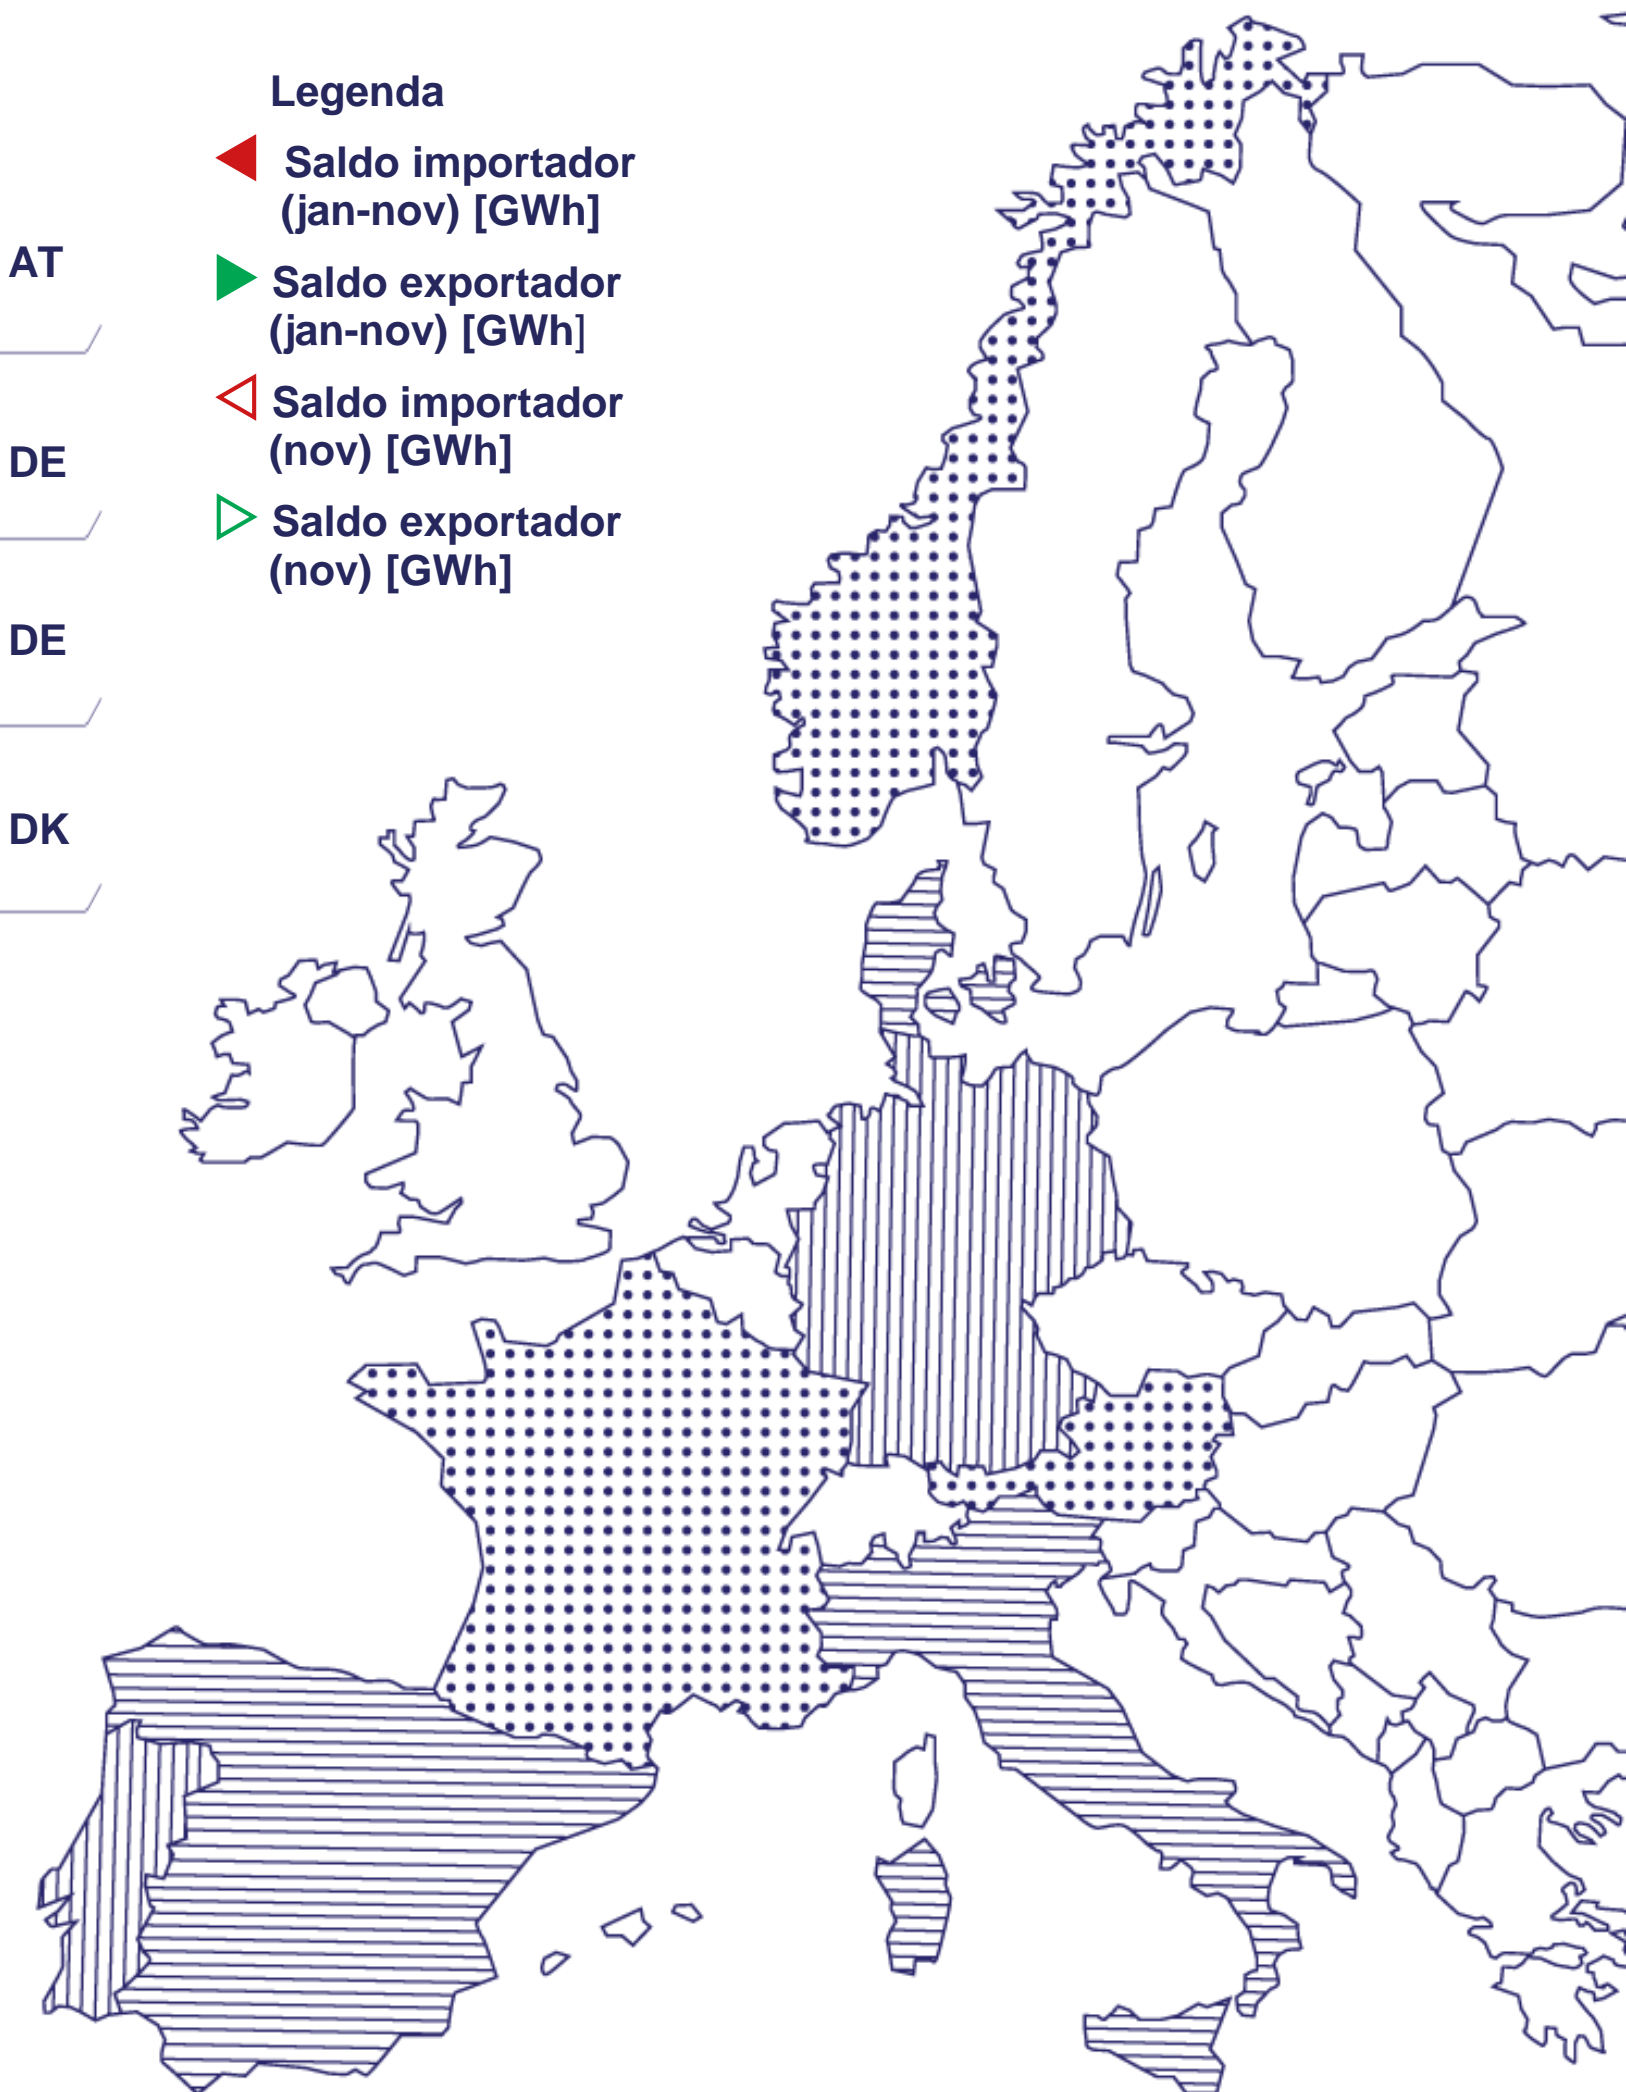 Legenda
Saldo importador
(jan-nov) [GWh]
Saldo exportador
(jan-nov) [GWh]
Saldo importador
(nov) [GWh]
Saldo exportador
(nov) [GWh]
AT
DE
DE
DK